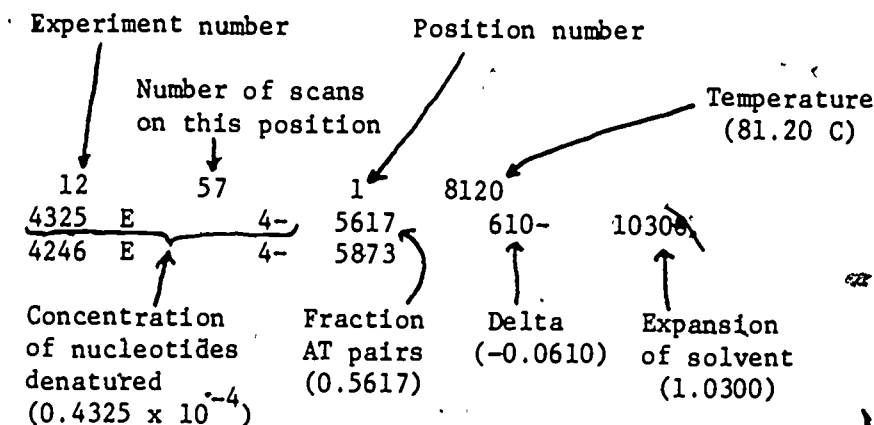 Experiment number
Position number
Number of scans
on this position
Temperature
(81.20 C)
12 57 1 8120
4325 E 4- 5617 610- 10300
4246 E 4- 5873
Concentration
of nucleotides
denatured
(0.4325 x 10⁻⁴)
Fraction
AT pairs
(0.5617)
Delta
(-0.0610)
Expansion
of solvent
(1.0300)